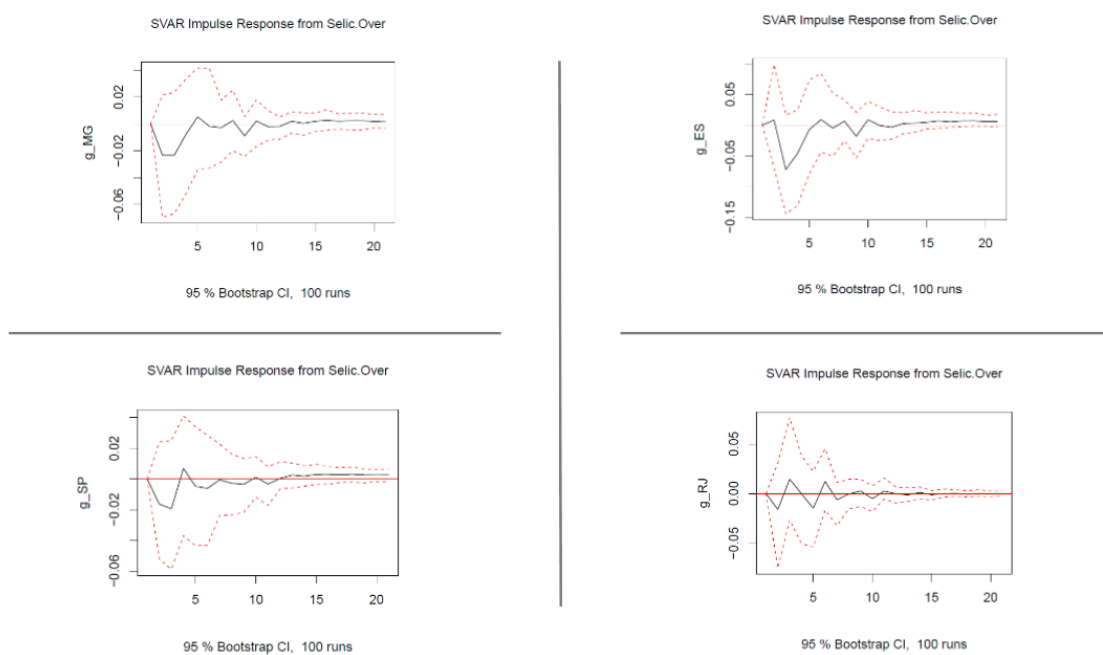 SVAR Impulse Response from Selic.Over
g_MG
0.02
−0.02
−0.06
5 10 15 20
95 % Bootstrap CI, 100 runs
SVAR Impulse Response from Selic.Over
g_ES
0.05
−0.05
−0.15
5 10 15 20
95 % Bootstrap CI, 100 runs
SVAR Impulse Response from Selic.Over
g_SP
0.02
−0.02
−0.06
5 10 15 20
95 % Bootstrap CI, 100 runs
SVAR Impulse Response from Selic.Over
g_RJ
0.05
0.00
−0.05
5 10 15 20
95 % Bootstrap CI, 100 runs